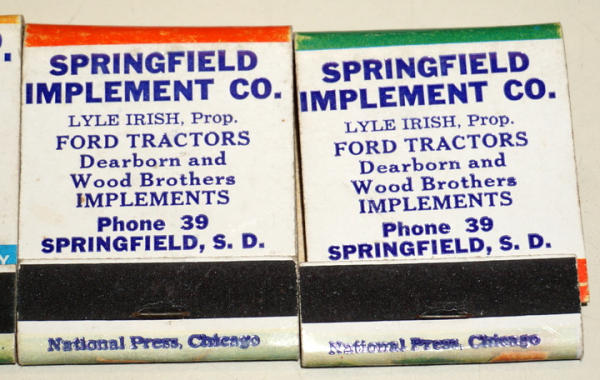 O.
Y
SPRINGFIELD
IMPLEMENT CO.
LYLE IRISH, Prop.
FORD TRACTORS
Dearborn and
Wood Brothers
IMPLEMENTS
Phone 39
SPRINGFIELD, S. D.
National Press, Chicago
SPRINGFIELD
IMPLEMENT CO.
LYLE IRISH, Prop.
FORD TRACTORS
Dearborn and
Wood Brothers
IMPLEMENTS
Phone 39
SPRINGFIELD, S. D.
National Press, Chicago